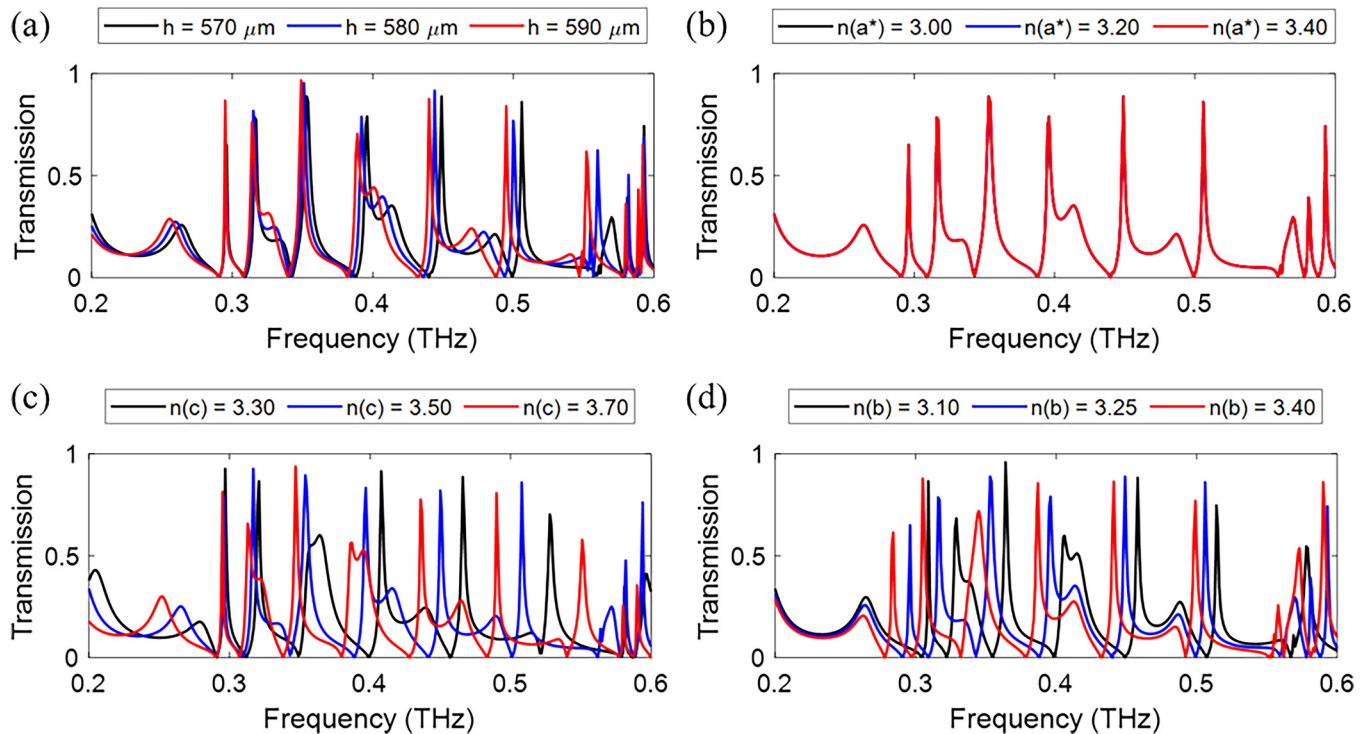 (a)
h = 570 μm h = 580 μm h = 590 μm
1
0.5
0
Transmission
0.2 0.3 0.4 0.5 0.6
Frequency (THz)
(b)
n(a*) = 3.00 n(a*) = 3.20 n(a*) = 3.40
1
0.5
0
Transmission
0.2 0.3 0.4 0.5 0.6
Frequency (THz)
(c)
n(c) = 3.30 n(c) = 3.50 n(c) = 3.70
1
0.5
0
Transmission
0.2 0.3 0.4 0.5 0.6
Frequency (THz)
(d)
n(b) = 3.10 n(b) = 3.25 n(b) = 3.40
1
0.5
0
Transmission
0.2 0.3 0.4 0.5 0.6
Frequency (THz)